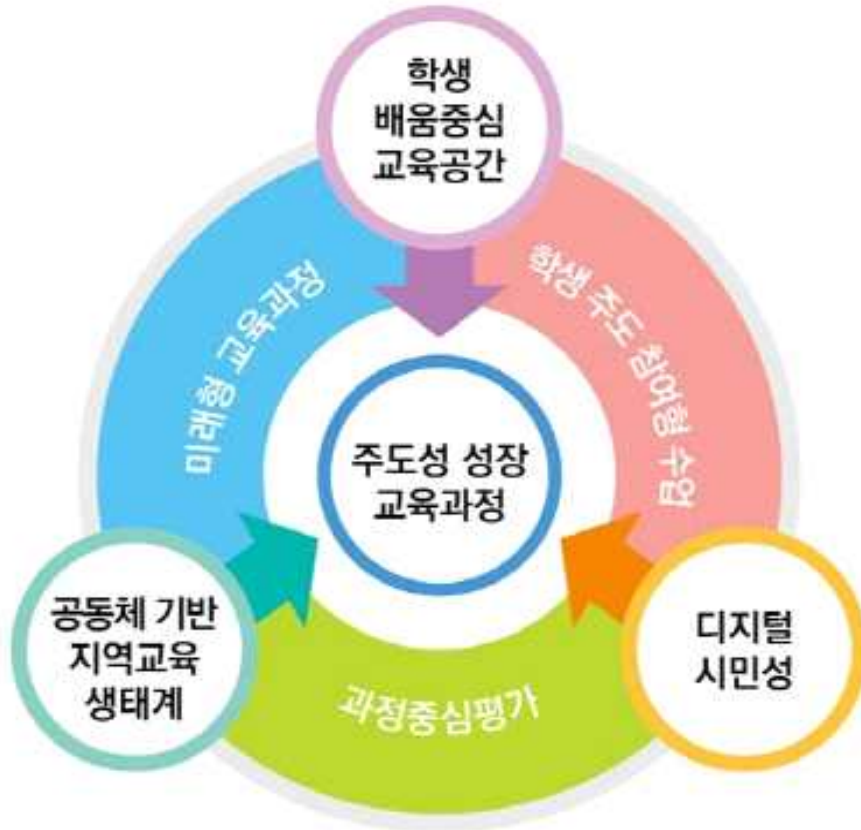 학생
배움중심
교육공간
미래형 교육과정
학생 주도 참여형 수업
주도성 성장
교육과정
공동체 기반
지역교육
생태계
디지털
시민성
과정중심평가